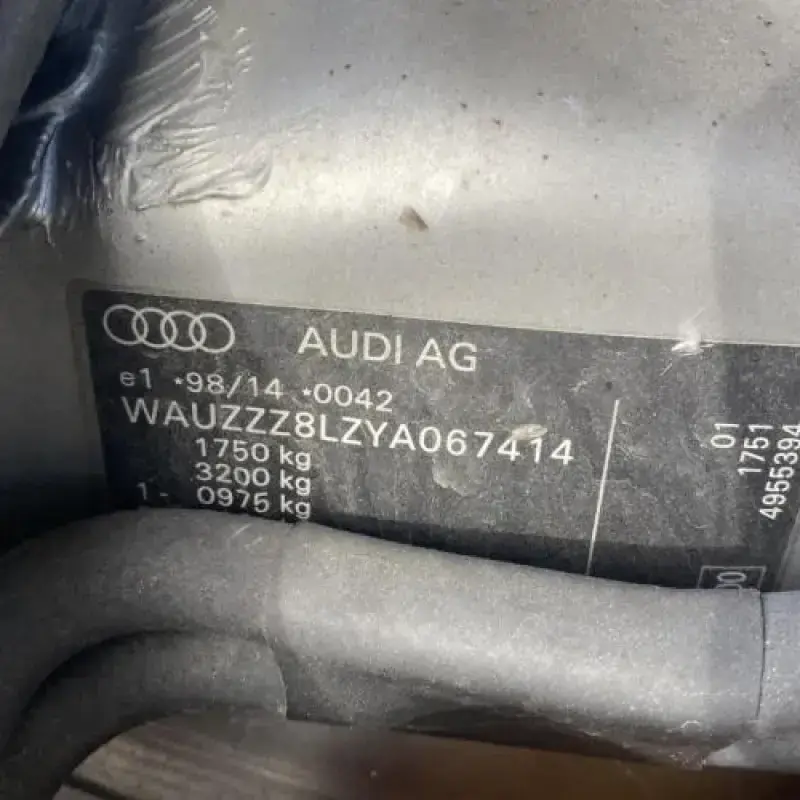 AUDI AG
e1 *98/14 *0042
WAUZZZ8LZYA067414
1750 kg
3200 kg
1 - 0975 kg
01
1751
4955394